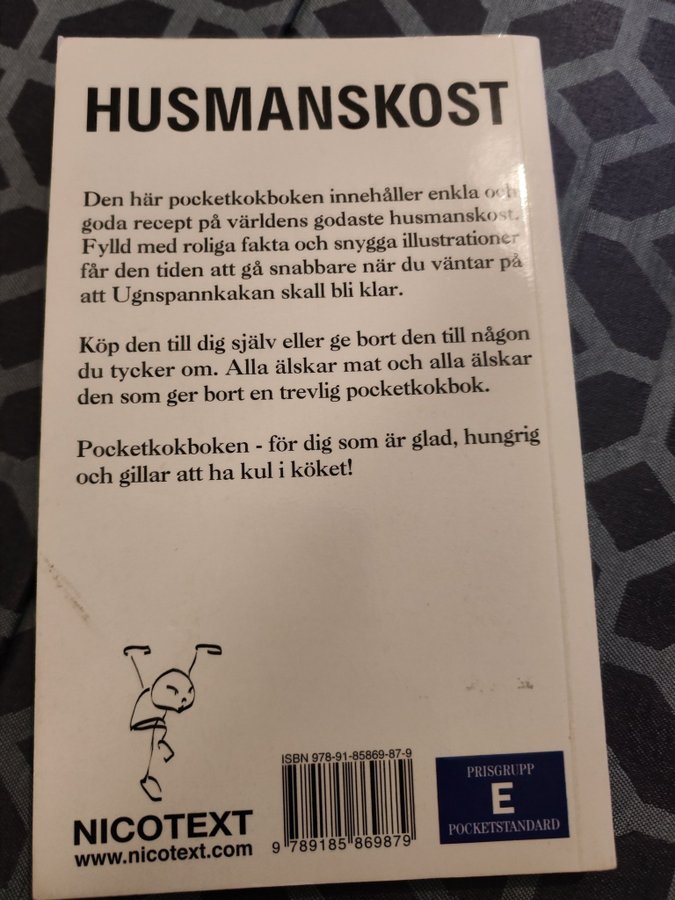 HUSMANSKOST
Den här pocketkokboken innehåller enkla och
goda recept på världens godaste husmanskost.
Fylld med roliga fakta och snygga illustrationer
får den tiden att gå snabbare när du väntar på
att Ugnspannkakan skall bli klar.
Köp den till dig själv eller ge bort den till någon
du tycker om. Alla älskar mat och alla älskar
den som ger bort en trevlig pocketkokbok.
Pocketkokboken - för dig som är glad, hungrig
och gillar att ha kul i köket!
NICOTEXT
www.nicotext.com
ISBN 978-91-85869-87-9
9 789185 869879
PRISGRUPP
E
POCKETSTANDARD